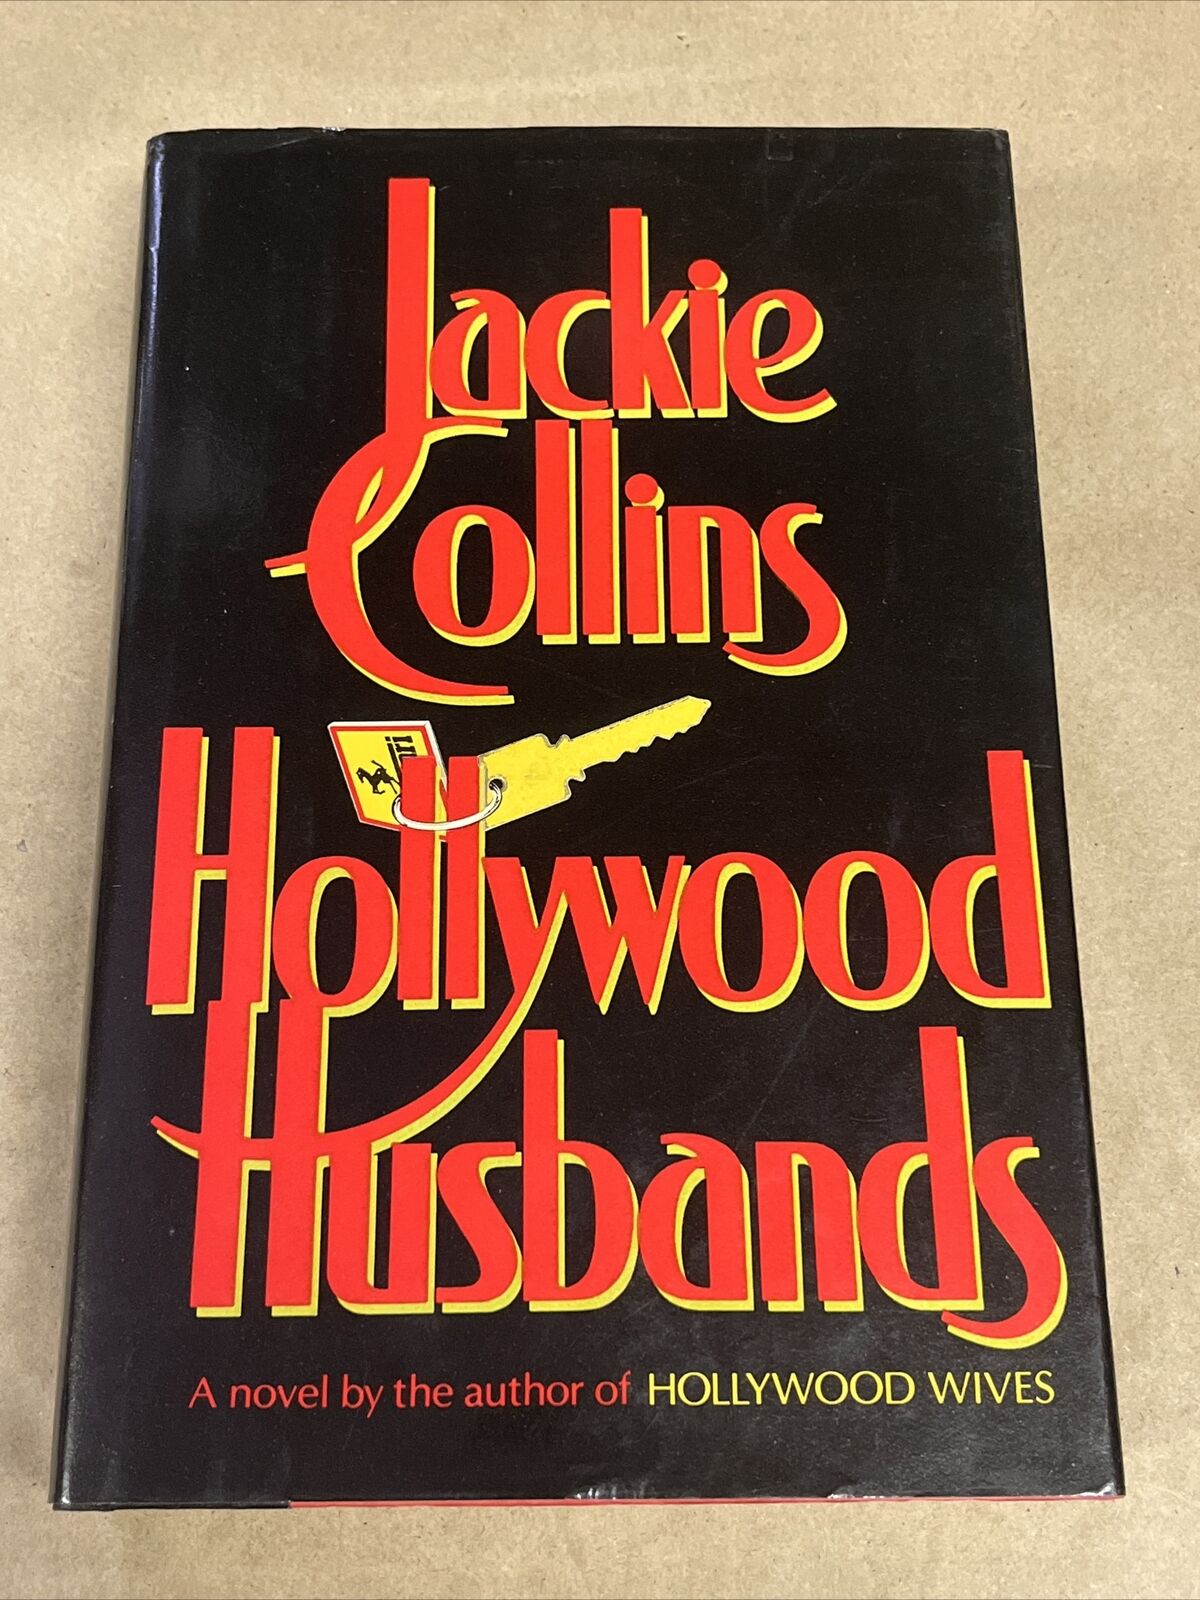 Jackie
Collins
Hollywood
Husbands
A novel by the author of HOLLYWOOD WIVES